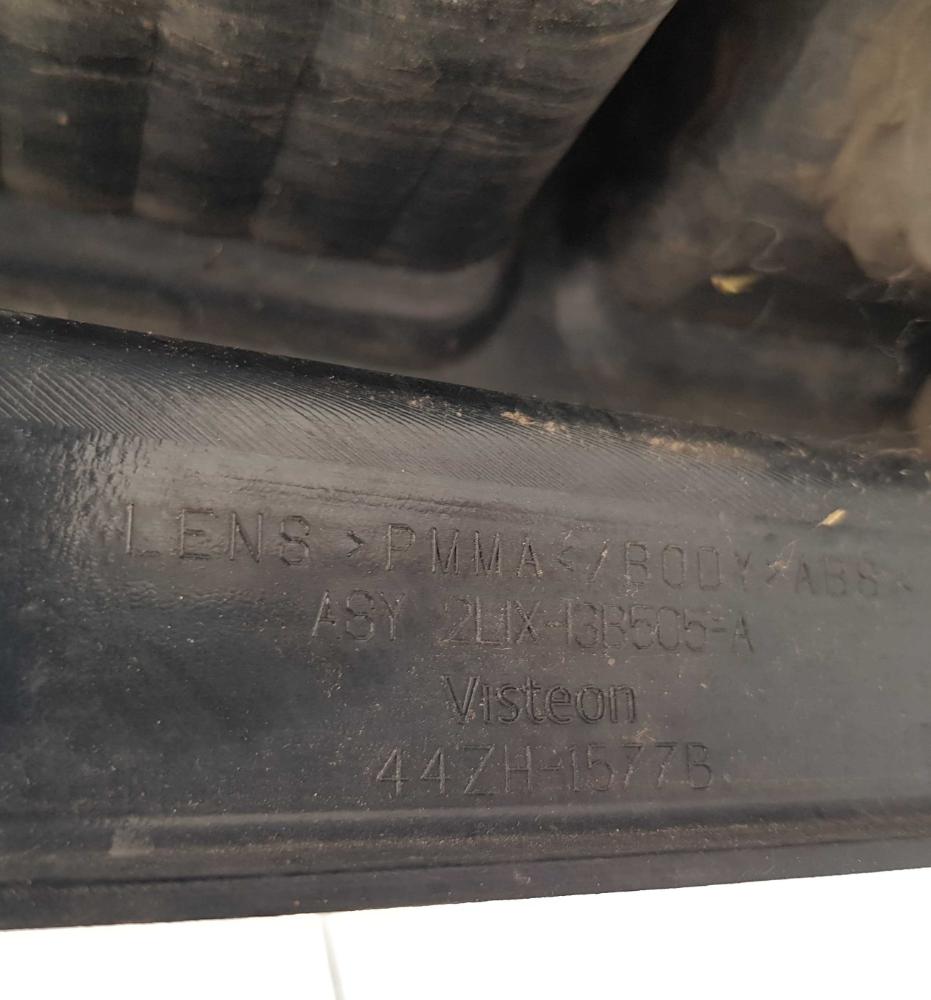 LENS >PMMA</BODY>ABS<
ASY 2L1X-13B505-A
Visteon
44ZH-1577B